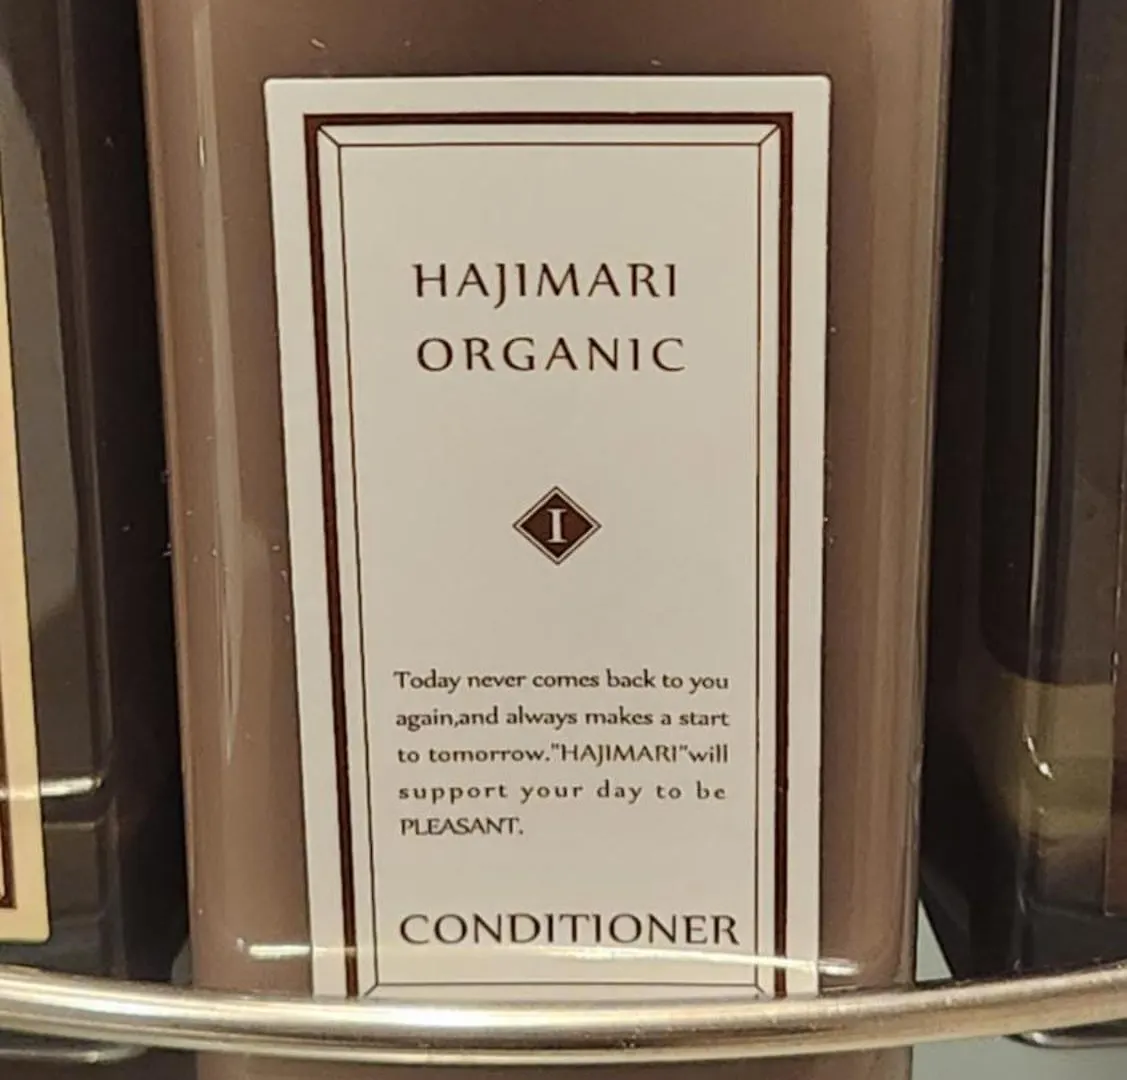 HAJIMARI
ORGANIC
I
Today never comes back to you
again,and always makes a start
to tomorrow."HAJIMARI"will
support your day to be
PLEASANT.
CONDITIONER